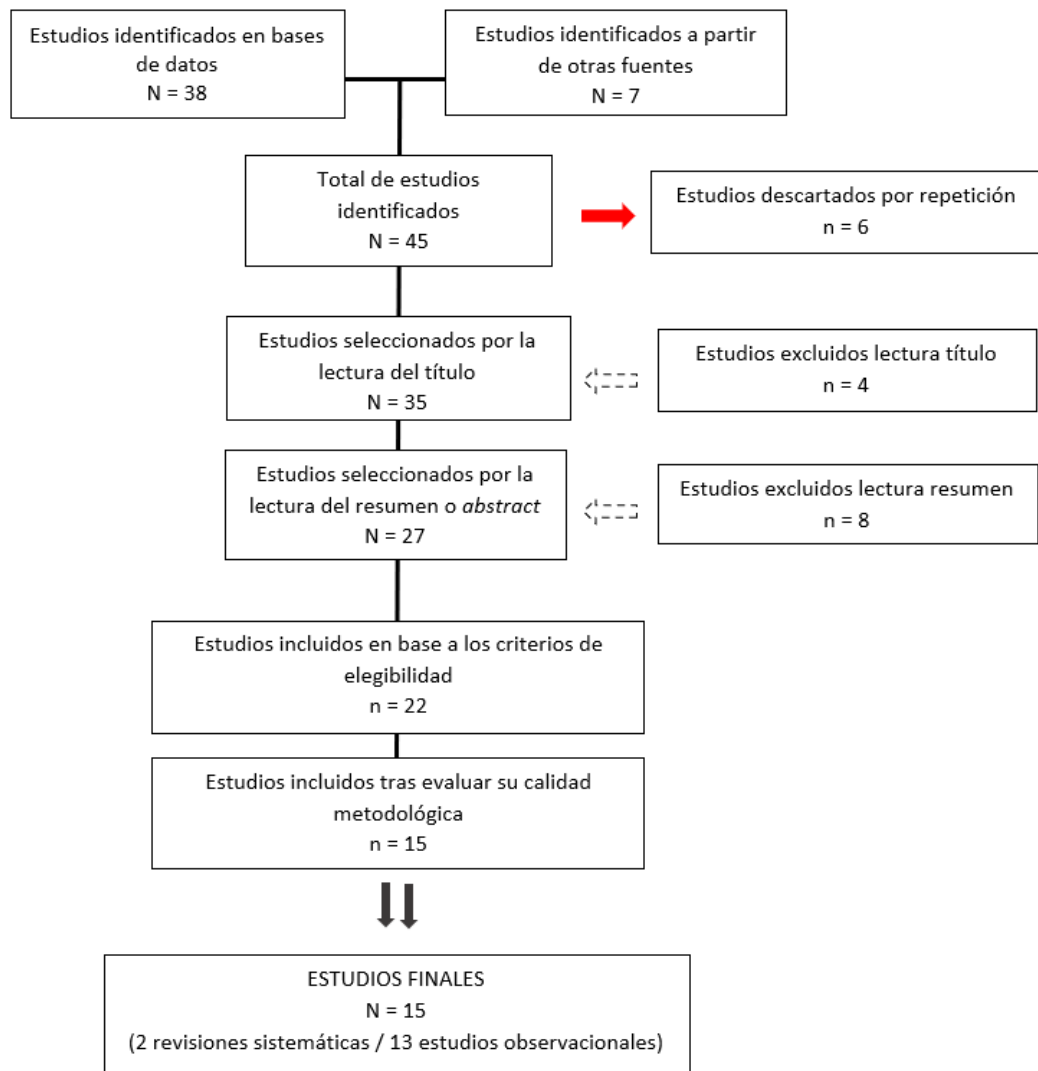 Estudios identificados en bases
de datos
N = 38
Estudios identificados a partir
de otras fuentes
N = 7
Total de estudios
identificados
N = 45
Estudios descartados por repetición
n = 6
Estudios seleccionados por la
lectura del título
N = 35
Estudios excluidos lectura título
n = 4
Estudios seleccionados por la
lectura del resumen o abstract
N = 27
Estudios excluidos lectura resumen
n = 8
Estudios incluidos en base a los criterios de
elegibilidad
n = 22
Estudios incluidos tras evaluar su calidad
metodológica
n = 15
ESTUDIOS FINALES
N = 15
(2 revisiones sistemáticas / 13 estudios observacionales)